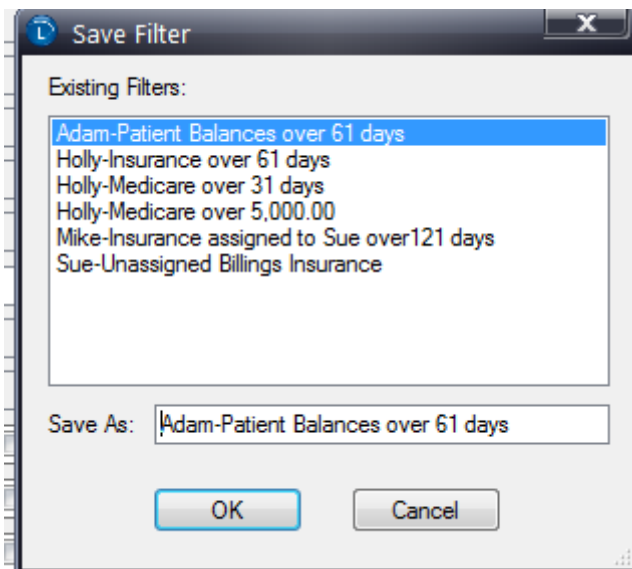 Save Filter
Existing Filters:
Adam-Patient Balances over 61 days
Holly-Insurance over 61 days
Holly-Medicare over 31 days
Holly-Medicare over 5,000.00
Mike-Insurance assigned to Sue over121 days
Sue-Unassigned Billings Insurance
Save As: Adam-Patient Balances over 61 days
OK Cancel